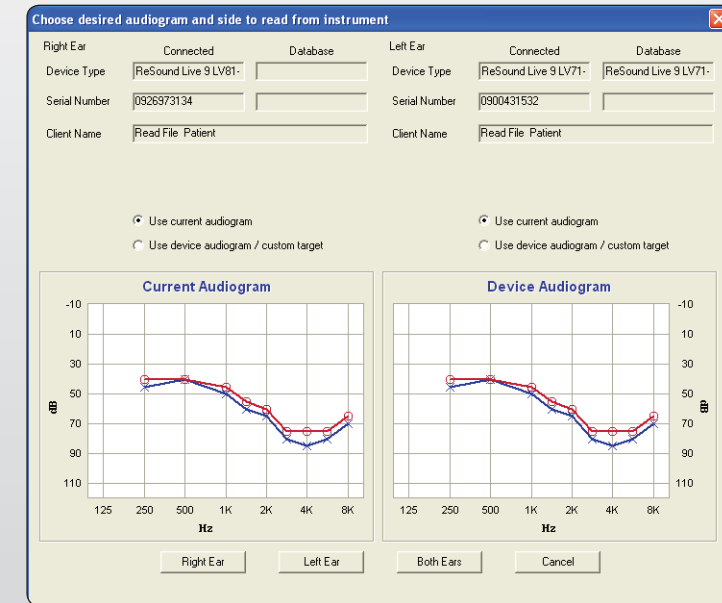 Choose desired audiogram and side to read from instrument
Right Ear
Connected
Database
Device Type
ReSound Live 9 LV81-
Serial Number
0926973134
Client Name
Read File Patient
Left Ear
Connected
Database
Device Type
ReSound Live 9 LV71-
ReSound Live 9 LV71-
Serial Number
0900431532
Client Name
Read File Patient
Use current audiogram
Use device audiogram / custom target
Use current audiogram
Use device audiogram / custom target
Current Audiogram
-10
10
30
50
70
90
110
dB
125 250 500 1K 2K 4K 8K
Hz
Device Audiogram
-10
10
30
50
70
90
110
dB
125 250 500 1K 2K 4K 8K
Hz
Right Ear
Left Ear
Both Ears
Cancel